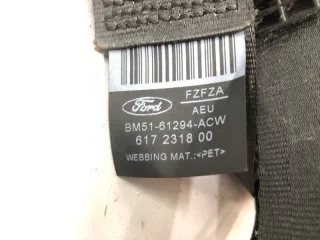 Ford
FZFZA
AEU
BM51-61294-ACW
617 2318 00
WEBBING MAT.:<PET>